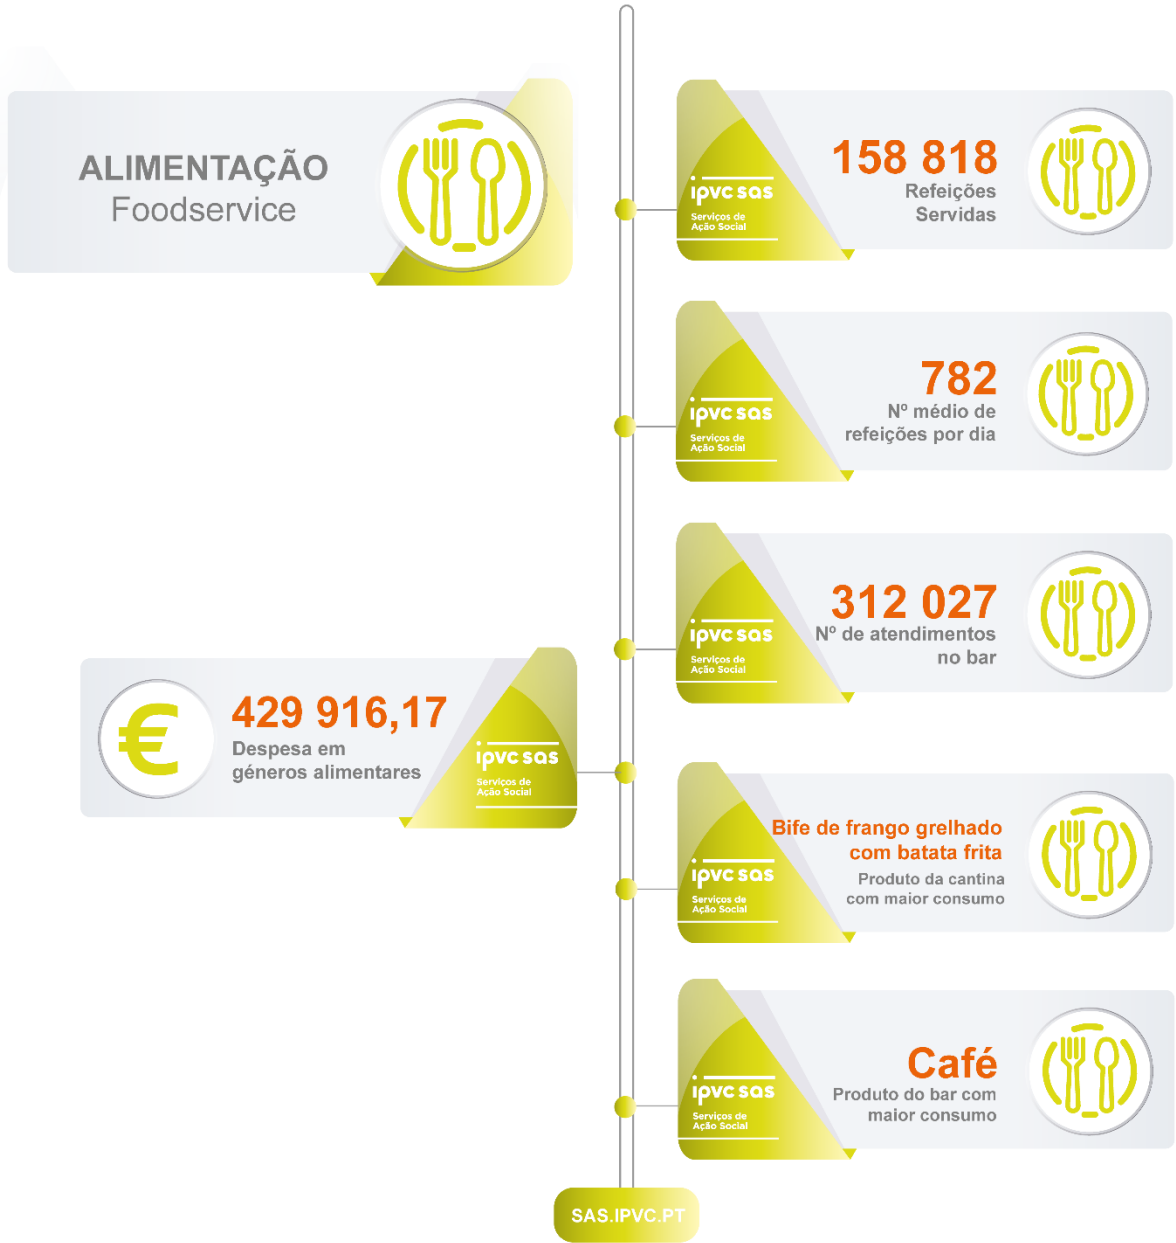 ALIMENTAÇÃO
Foodservice
158 818
Refeições
Servidas
ipvc sas
Serviços de
Ação Social
782
Nº médio de
refeições por dia
ipvc sas
Serviços de
Ação Social
312 027
Nº de atendimentos
no bar
ipvc sas
Serviços de
Ação Social
€
429 916,17
Despesa em
géneros alimentares
ipvc sas
Serviços de
Ação Social
Bife de frango grelhado
com batata frita
Produto da cantina
com maior consumo
ipvc sas
Serviços de
Ação Social
Café
Produto do bar com
maior consumo
ipvc sas
Serviços de
Ação Social
SAS.IPVC.PT